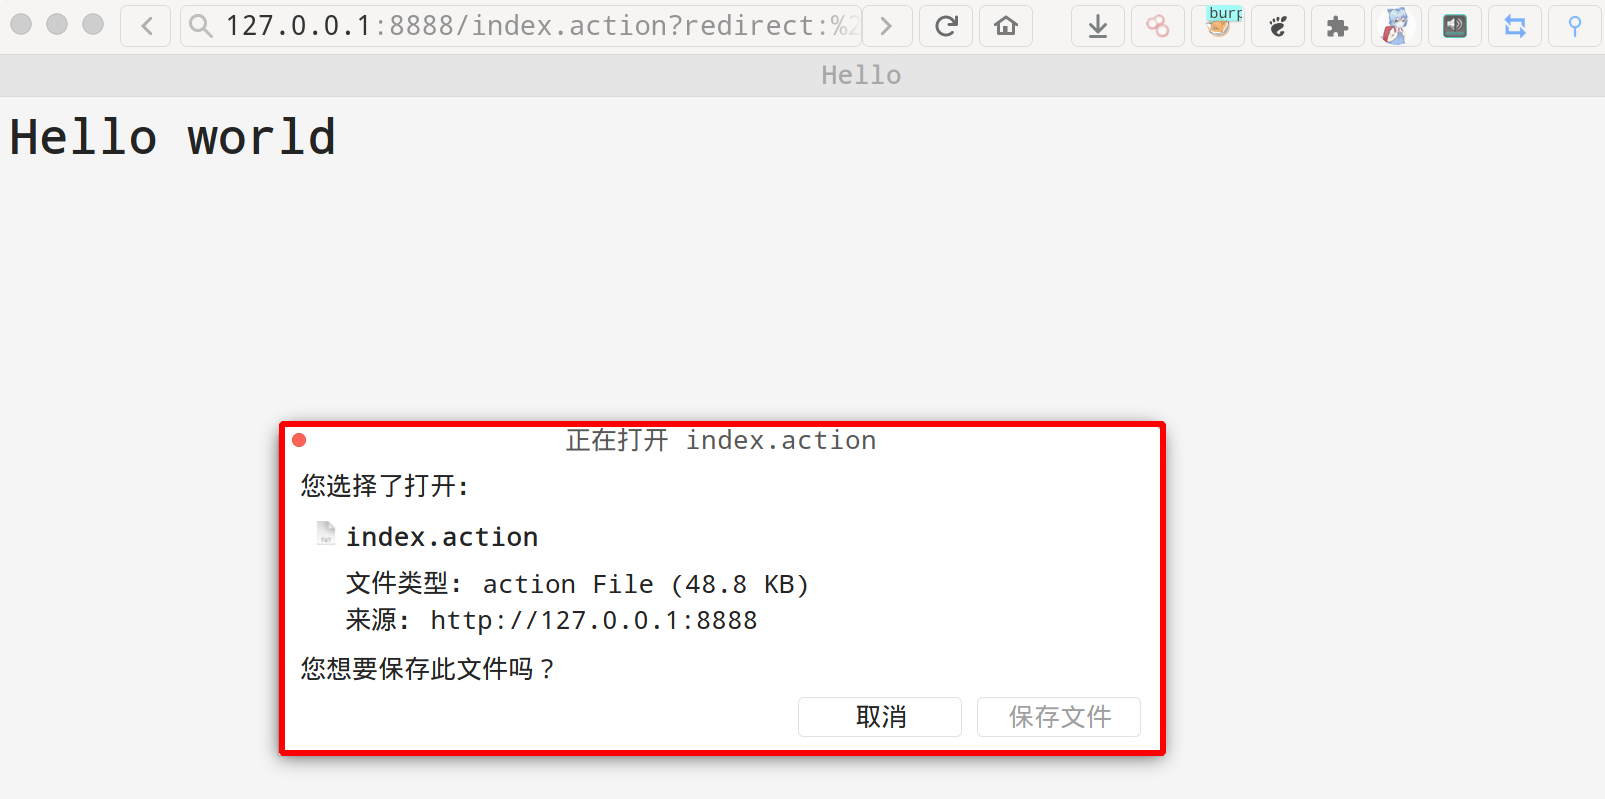 127.0.0.1:8888/index.action?redirect:%2
burp
Hello
Hello world
正在打开 index.action
您选择了打开:
index.action
文件类型: action File (48.8 KB)
来源: http://127.0.0.1:8888
您想要保存此文件吗？
取消
保存文件